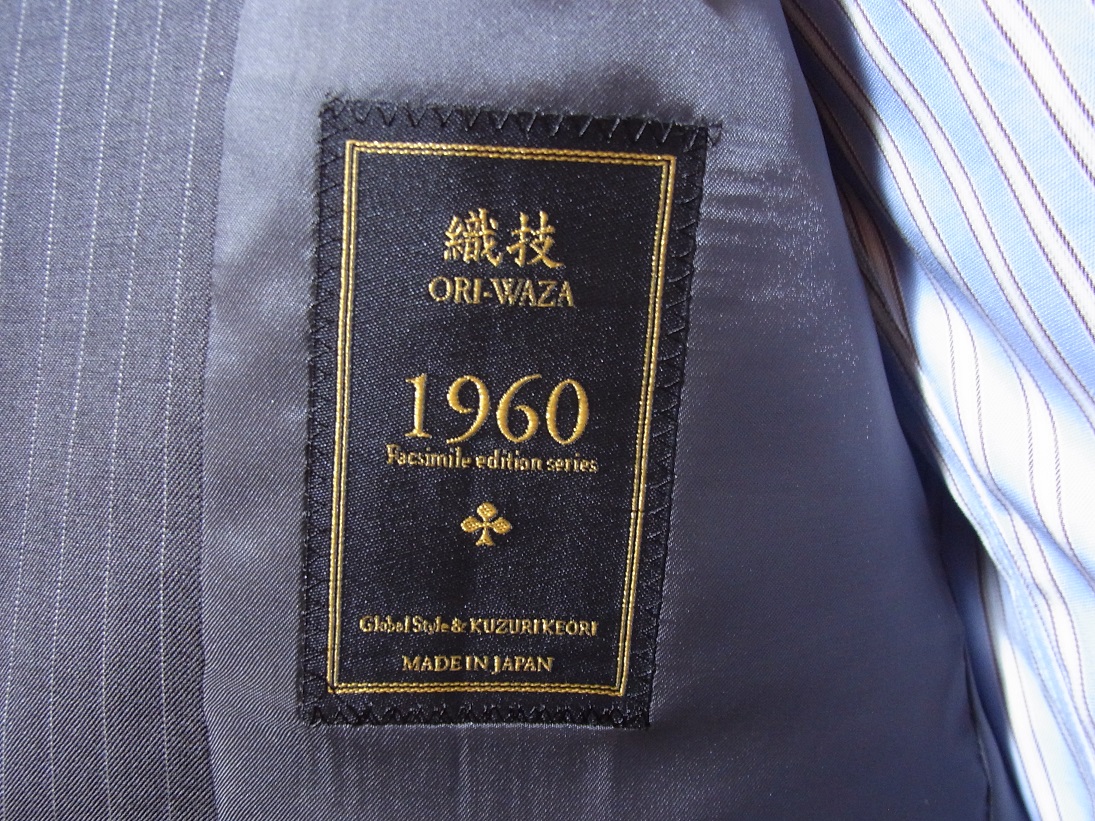 織技
ORI-WAZA
1960
Facsimile edition series
Global Style & KUZURI KEORI
MADE IN JAPAN